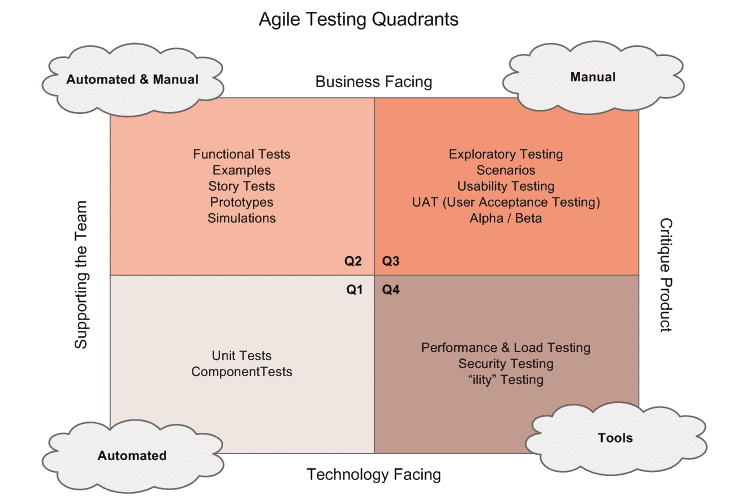 Agile Testing Quadrants
Automated & Manual
Business Facing
Manual
Functional Tests
Examples
Story Tests
Prototypes
Simulations
Q2
Exploratory Testing
Scenarios
Usability Testing
UAT (User Acceptance Testing)
Alpha / Beta
Q3
Supporting the Team
Critique Product
Q1
Unit Tests
ComponentTests
Q4
Performance & Load Testing
Security Testing
“ility” Testing
Automated
Technology Facing
Tools